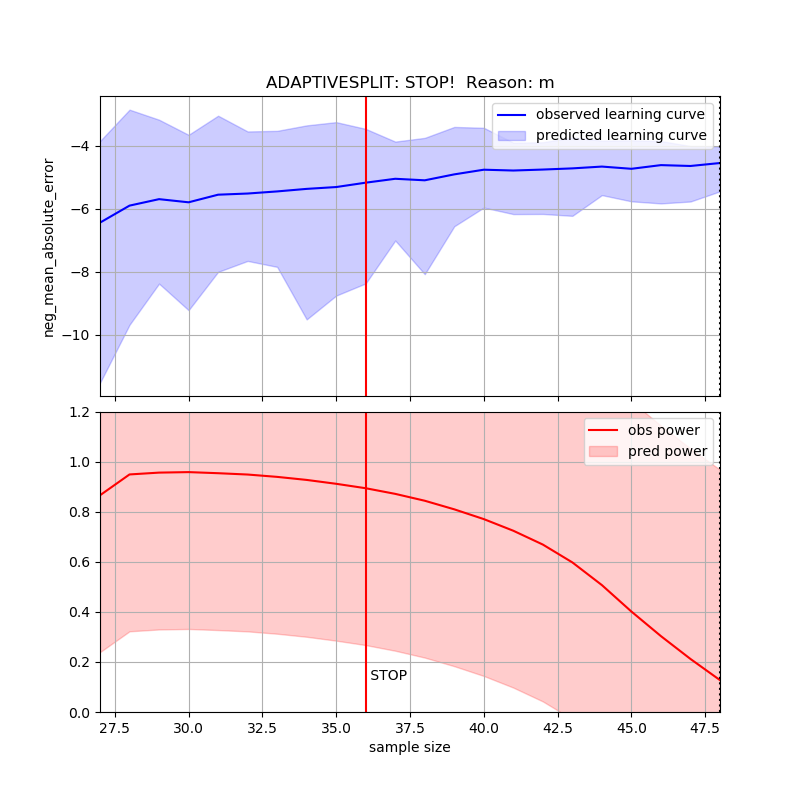 ADAPTIVESPLIT: STOP!  Reason: m
observed learning curve
predicted learning curve
neg_mean_absolute_error
−4
−6
−8
−10
obs power
pred power
1.2
1.0
0.8
0.6
0.4
0.2
0.0
STOP
27.5 30.0 32.5 35.0 37.5 40.0 42.5 45.0 47.5
sample size